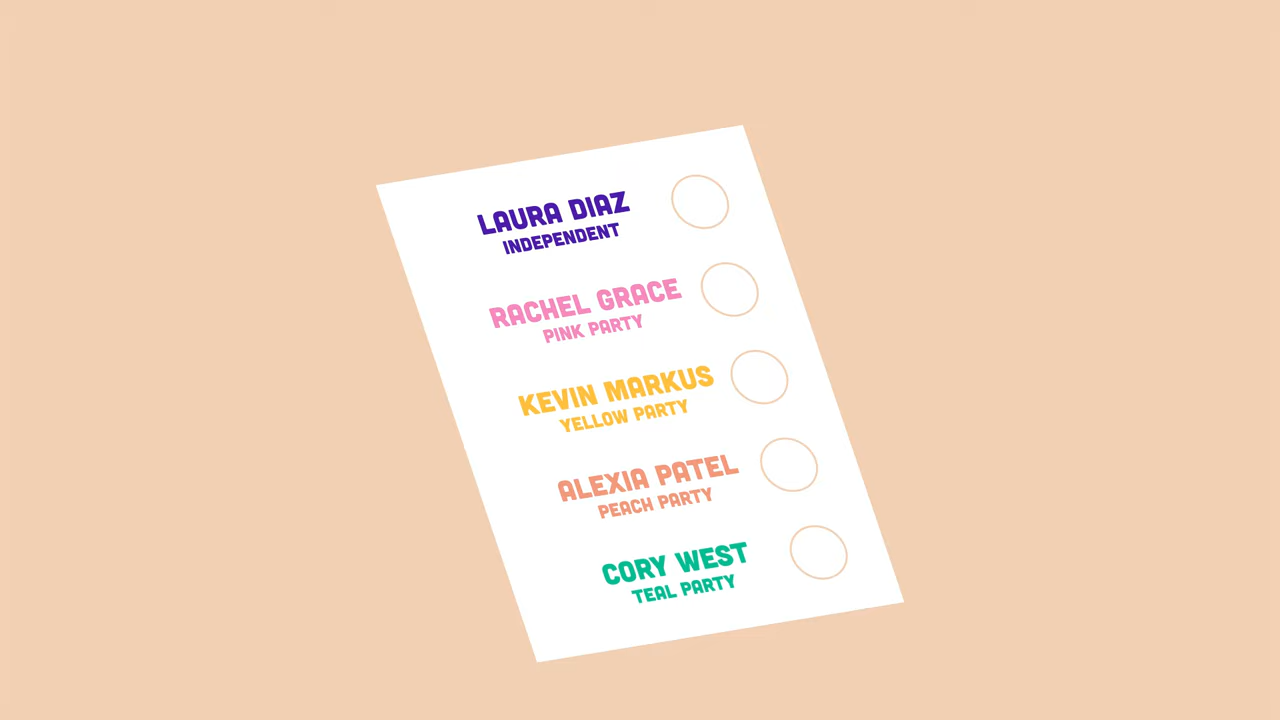 LAURA DIAZ
INDEPENDENT
RACHEL GRACE
PINK PARTY
KEVIN MARKUS
YELLOW PARTY
ALEXIA PATEL
PEACH PARTY
CORY WEST
TEAL PARTY